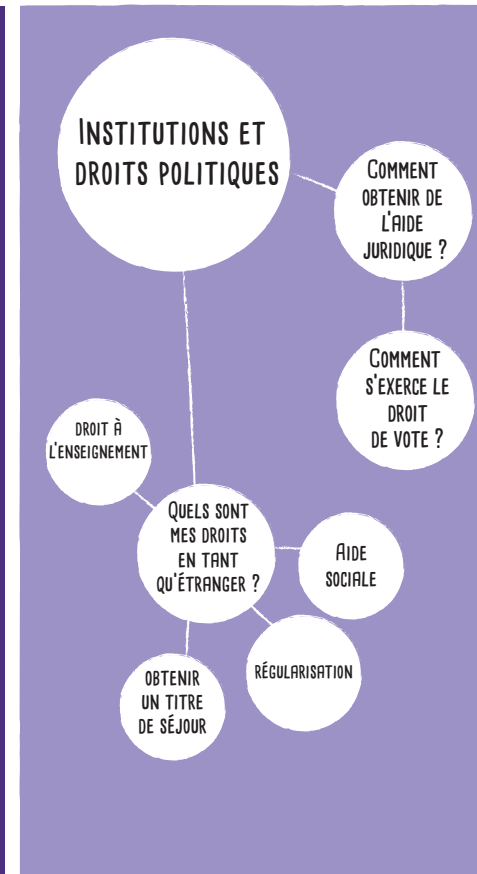 Institutions et
droits politiques
Comment
obtenir de
l'aide
juridique ?
Comment
s'exerce le
droit
de vote ?
droit à
l'enseignement
Quels sont
mes droits
en tant
qu'étranger ?
Aide
sociale
régularisation
obtenir
un titre
de séjour